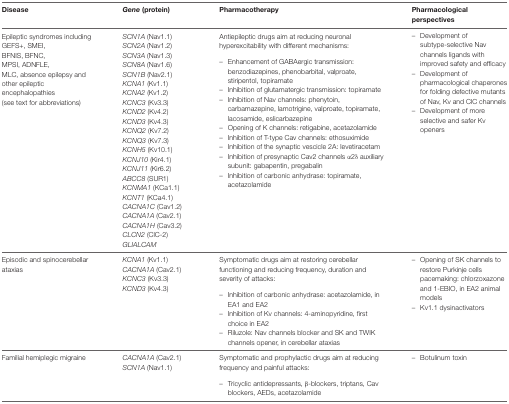 Disease
Gene (protein)
Pharmacotherapy
Pharmacological
perspectives
Epileptic syndromes including
GEFS+, SMEI,
BFNIS, BFNC,
MPSI, ADNFLE,
MLC, absence epilepsy and
other epileptic
encephalopathies
(see text for abbreviations)
SCN1A (Nav1.1)
SCN2A (Nav1.2)
SCN3A (Nav1.3)
SCN8A (Nav1.6)
SCN1B (Nav2.1)
KCNA1 (Kv1.1)
KCNA2 (Kv1.2)
KCNC3 (Kv3.3)
KCND2 (Kv4.2)
KCND3 (Kv4.3)
KCNQ2 (Kv7.2)
KCNQ3 (Kv7.3)
KCNH5 (Kv10.1)
KCNJ10 (Kir4.1)
KCNJ11 (Kir6.2)
ABCC8 (SUR1)
KCNMA1 (KCa1.1)
KCNT1 (KCa4.1)
CACNA1C (Cav1.2)
CACNA1A (Cav2.1)
CACNA1H (Cav3.2)
CLCN2 (ClC-2)
GLIALCAM
Antiepileptic drugs aim at reducing neuronal
hyperexcitability with different mechanisms:
– Enhancement of GABAergic transmission:
benzodiazepines, phenobarbital, valproate,
stiripentol, topiramate
– Inhibition of glutamatergic transmission: topiramate
– Inhibition of Nav channels: phenytoin,
carbamazepine, lamotrigine, valproate, topiramate,
lacosamide, eslicarbazepine
– Opening of K channels: retigabine, acetazolamide
– Inhibition of T-type Cav channels: ethosuximide
– Inhibition of the synaptic vescicle 2A: levetiracetam
– Inhibition of presynaptic Cav2 channels α2δ auxiliary
subunit: gabapentin, pregabalin
– Inhibition of carbonic anhydrase: topiramate,
acetazolamide
– Development of
subtype-selective Nav
channels ligands with
improved safety and efficacy
– Development of
pharmacological chaperones
for folding defective mutants
of Nav, Kv and ClC channels
– Development of more
selective and safer Kv
openers
Episodic and spinocerebellar
ataxias
KCNA1 (Kv1.1)
CACNA1A (Cav2.1)
KCNC3 (Kv3.3)
KCND3 (Kv4.3)
Symptomatic drugs aim at restoring cerebellar
functioning and reducing frequency, duration and
severity of attacks:
– Inhibition of carbonic anhydrase: acetazolamide, in
EA1 and EA2
– Inhibition of Kv channels: 4-aminopyridine, first
choice in EA2
– Riluzole: Nav channels blocker and SK and TWIK
channels opener, in cerebellar ataxias
– Opening of SK channels to
restore Purkinje cells
pacemaking: chlorzoxazone
and 1-EBIO, in EA2 animal
models
– Kv1.1 dysinactivators
Familial hemiplegic migraine
CACNA1A (Cav2.1)
SCN1A (Nav1.1)
Symptomatic and prophylactic drugs aim at reducing
frequency and painful attacks:
– Tricyclic antidepressants, β-blockers, triptans, Cav
blockers, AEDs, acetazolamide
– Botulinum toxin